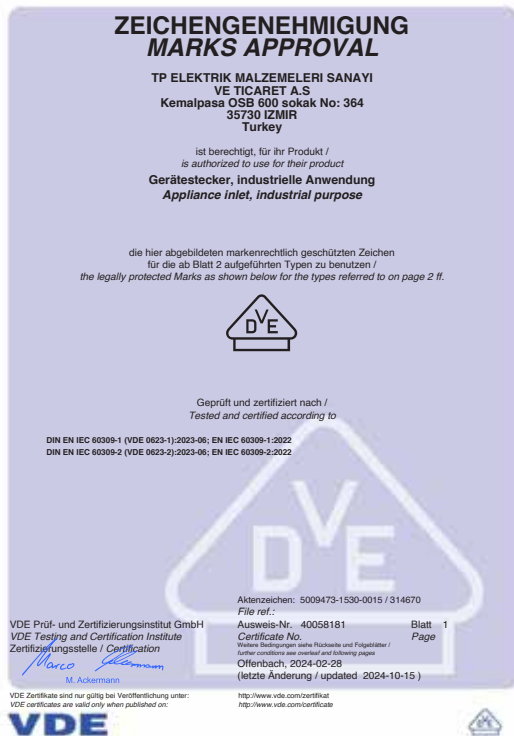 ZEICHENGENEHMIGUNG
MARKS APPROVAL
TP ELEKTRIK MALZEMELERI SANAYI
VE TICARET A.S
Kemalpasa OSB 600 sokak No: 364
35730 IZMIR
Turkey
ist berechtigt, für ihr Produkt /
is authorized to use for their product
Gerätestecker, industrielle Anwendung
Appliance inlet, industrial purpose
die hier abgebildeten markenrechtlich geschützten Zeichen
für die ab Blatt 2 aufgeführten Typen zu benutzen /
the legally protected Marks as shown below for the types referred to on page 2 ff.
DVE
Geprüft und zertifiziert nach /
Tested and certified according to
DIN EN IEC 60309-1 (VDE 0623-1):2023-06; EN IEC 60309-1:2022
DIN EN IEC 60309-2 (VDE 0623-2):2023-06; EN IEC 60309-2:2022
DVE
Aktenzeichen: 5009473-1530-0015 / 314670
File ref.:
VDE Prüf- und Zertifizierungsinstitut GmbH
Ausweis-Nr. 40058181 Blatt 1
VDE Testing and Certification Institute
Certificate No. Page
Zertifizierungsstelle / Certification
Weitere Bedingungen siehe Rückseite und Folgeblätter /
further conditions see overleaf and following pages
Marco Ackermann
Offenbach, 2024-02-28
(letzte Änderung / updated 2024-10-15 )
M. Ackermann
VDE Zertifikate sind nur gültig bei Veröffentlichung unter: http://www.vde.com/zertifikat
VDE certificates are valid only when published on: http://www.vde.com/certificate
VDE
DVE